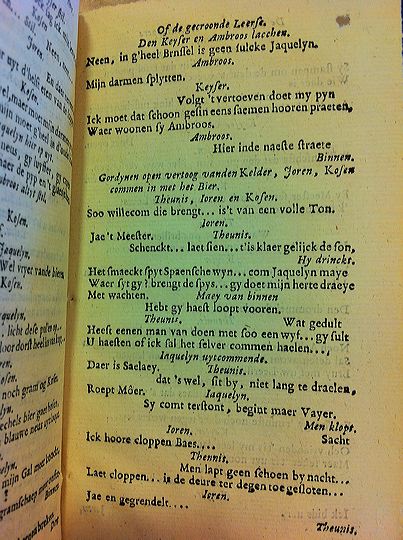 Of de gecroonde Leerse.
Den Keyser en Ambroos lacchen.
Neen, in g'heel Brussel is geen sulcke Jaquelyn.
Ambroos.
Mijn darmen splytten.
Keyser.
Volgt 't vertoeven doet my pyn
Ick moet dat schoon gesin eens saemen hooren praeten,
Waer woonen sy Ambroos.
Ambroos.
Hier inde naeste straete
Binnen.
Gordynen open vertoog vanden Kelder, Joren, Kosen
commen in met het Bier.
Theunis, Joren en Kosen.
Soo willecom die brengt... is't van een volle Ton.
Joren.
Jae't Meester.
Theunis.
Schenckt... laet sien... t'is klaer gelijck de son,
Hy drinckt.
Het smaeckt spyt Spaensche wyn... com Jaquelyn maye
Waer syt gy? brengt de spys... gy doet mijn herte draeye
Met wachten.
Maey van binnen
Hebt gy haest loopt vooren.
Theunis.
Wat gedult
Heeft eenen man van doen met soo een wyf... gy sult
U haesten of ick sal het selver commen haelen...,
Jaquelyn uytcommende.
Daer is Saelaey.
Theunis.
dat 's wel, sit by, niet lang te draelen,
Roept Môer.
Jaquelyn.
Sy comt terstont, begint maer Vayer.
Men klopt.
Joren.
Sacht
Ick hoore cloppen Baes....
Theunis.
Men lapt geen schoen by nacht...
Laet cloppen... is de deure ter degen toe gesloten...
Joren.
Jae en gegrendelt....
Theunis.